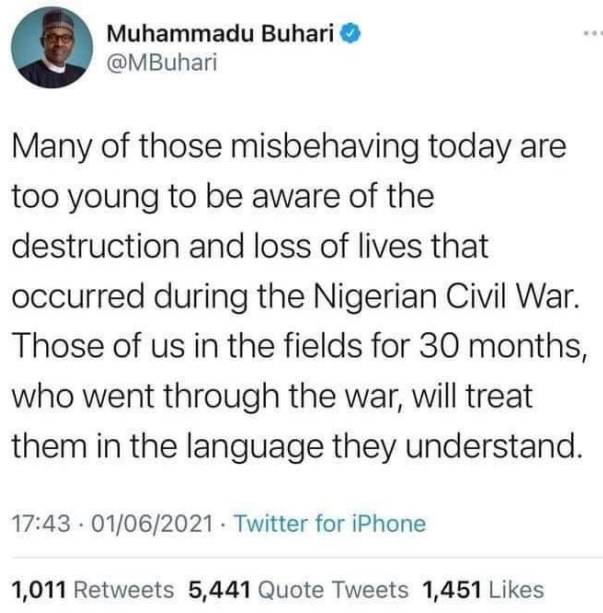 Muhammadu Buhari
@MBuhari
Many of those misbehaving today are
too young to be aware of the
destruction and loss of lives that
occurred during the Nigerian Civil War.
Those of us in the fields for 30 months,
who went through the war, will treat
them in the language they understand.
17:43 · 01/06/2021 · Twitter for iPhone
1,011 Retweets 5,441 Quote Tweets 1,451 Likes